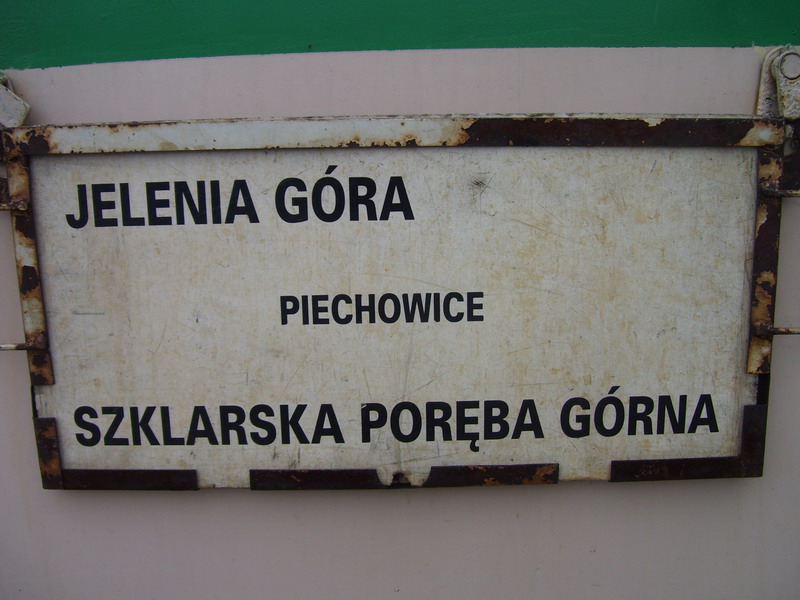 JELENIA GÓRA
PIECHOWICE
SZKLARSKA PORĘBA GÓRNA